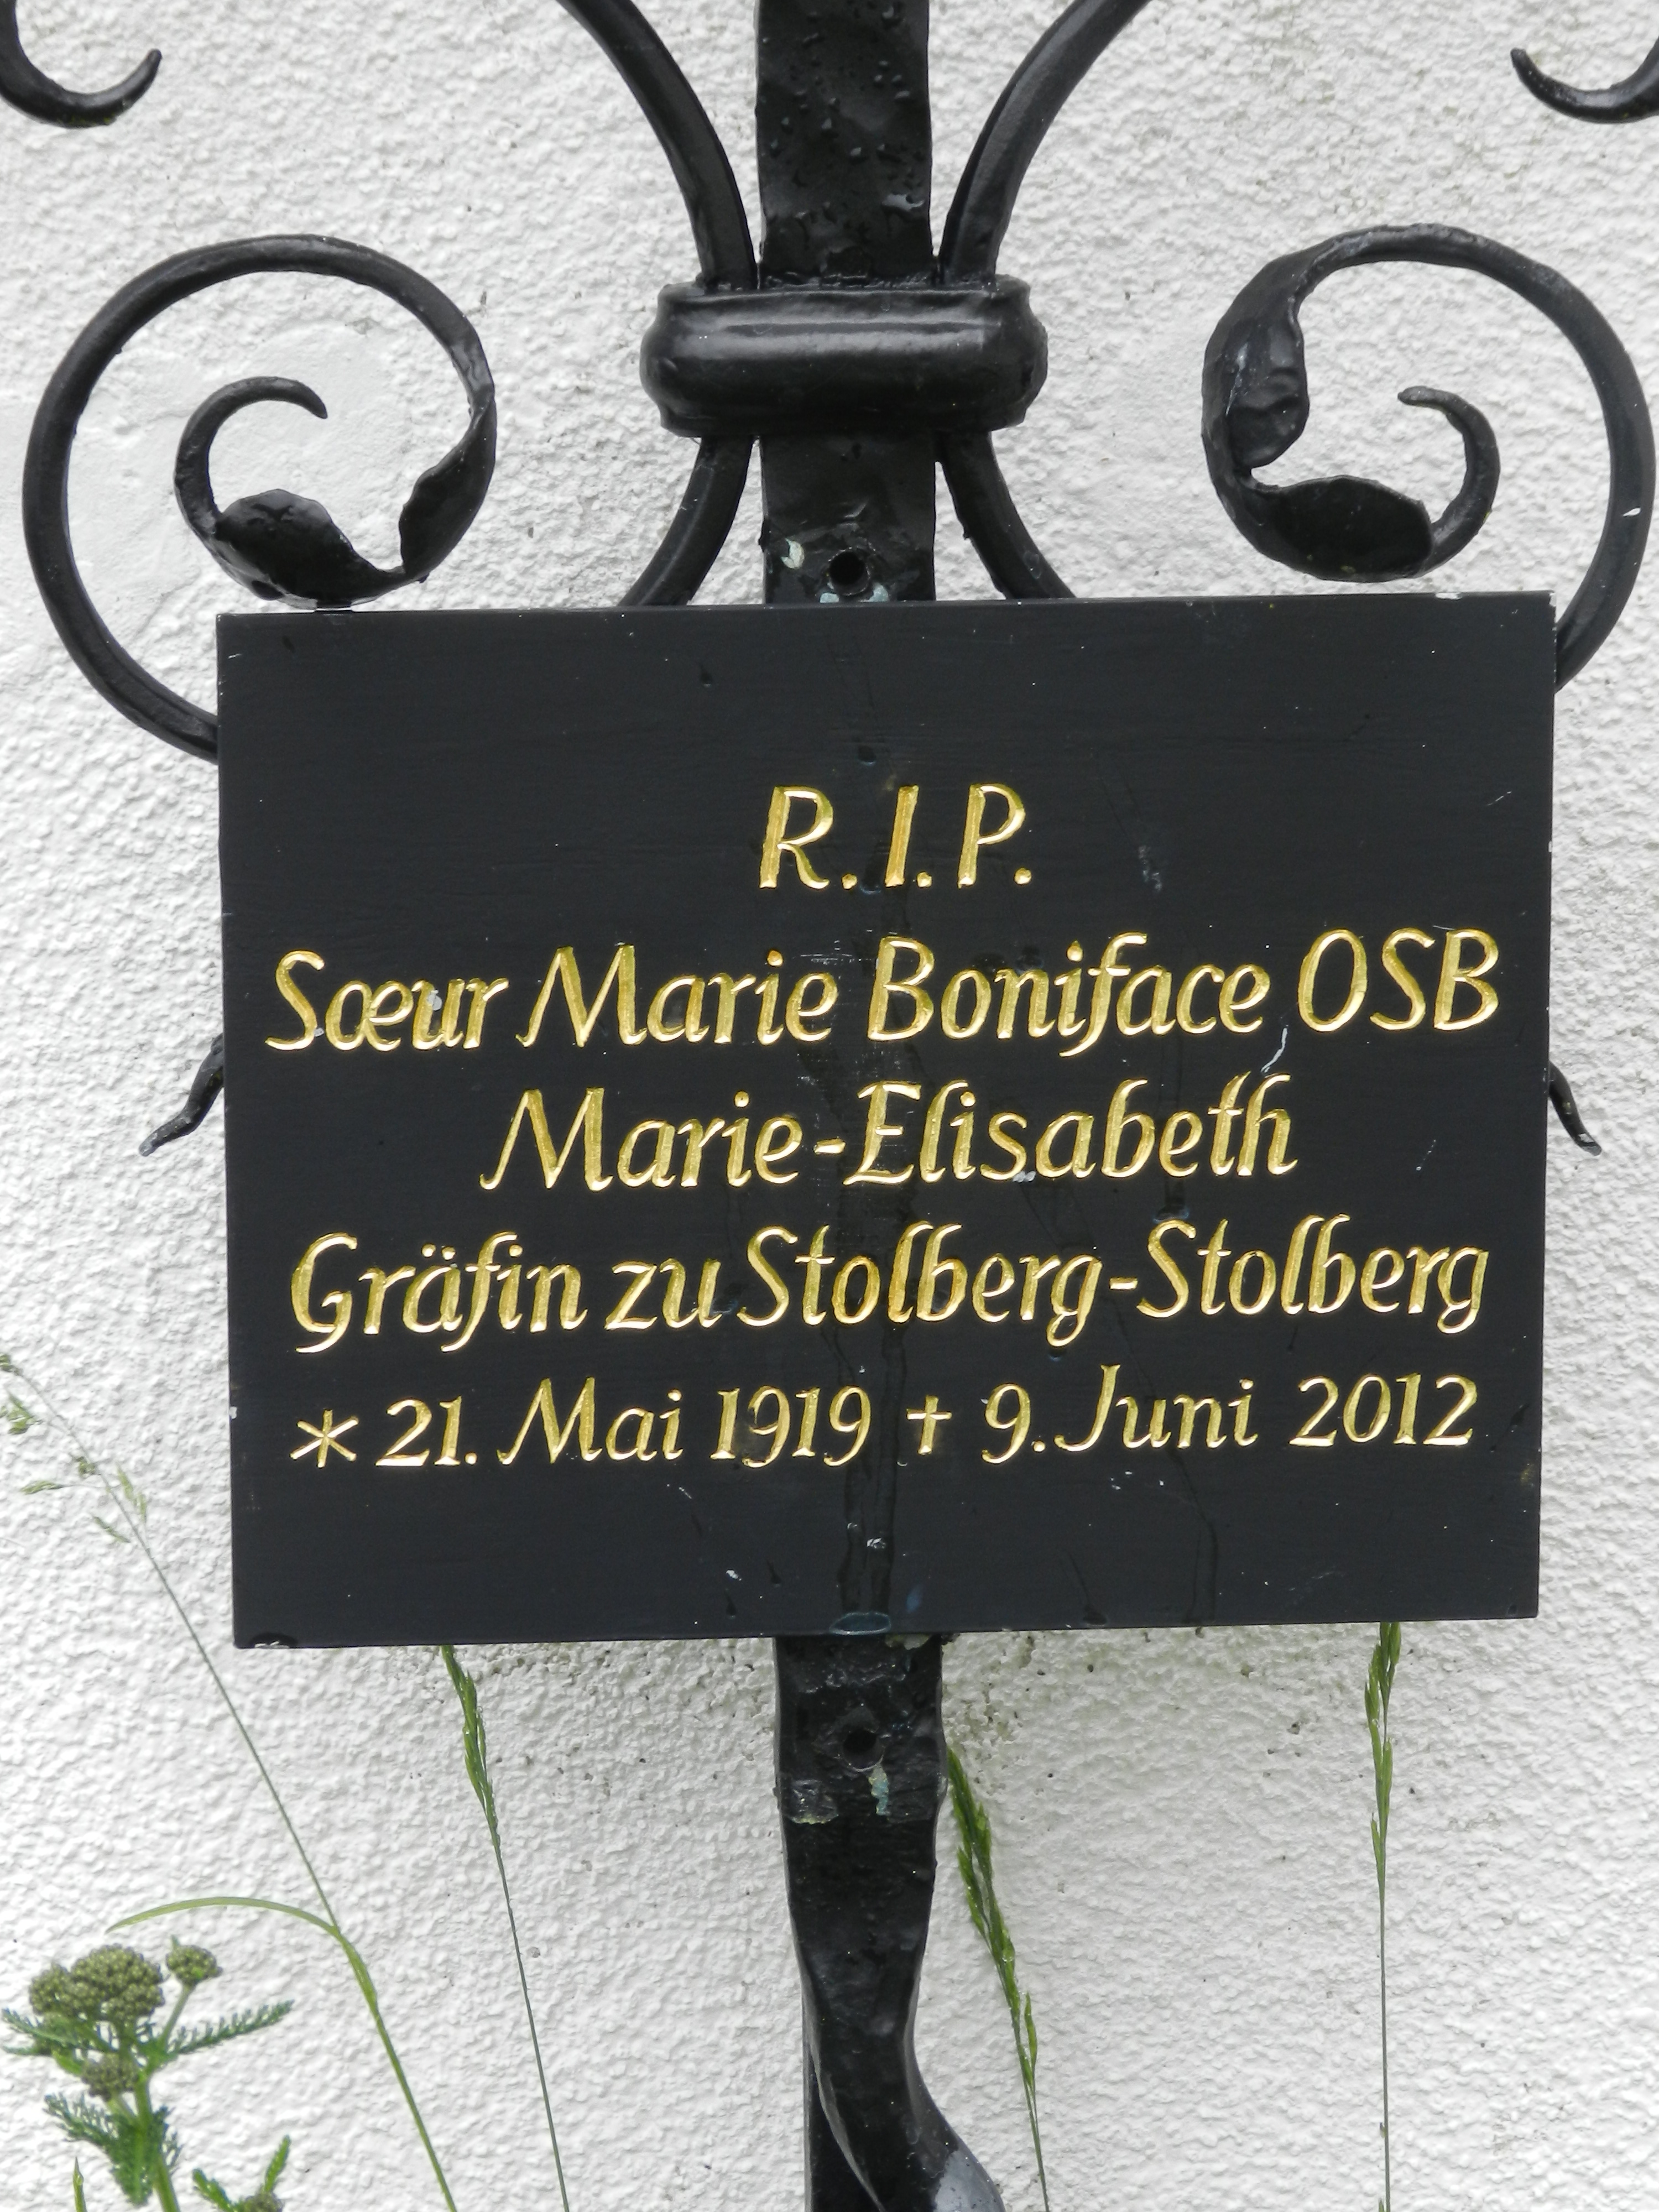 R.I.P.
Sœur Marie Boniface OSB
Marie-Elisabeth
Gräfin zu Stolberg-Stolberg
* 21. Mai 1919 + 9. Juni 2012